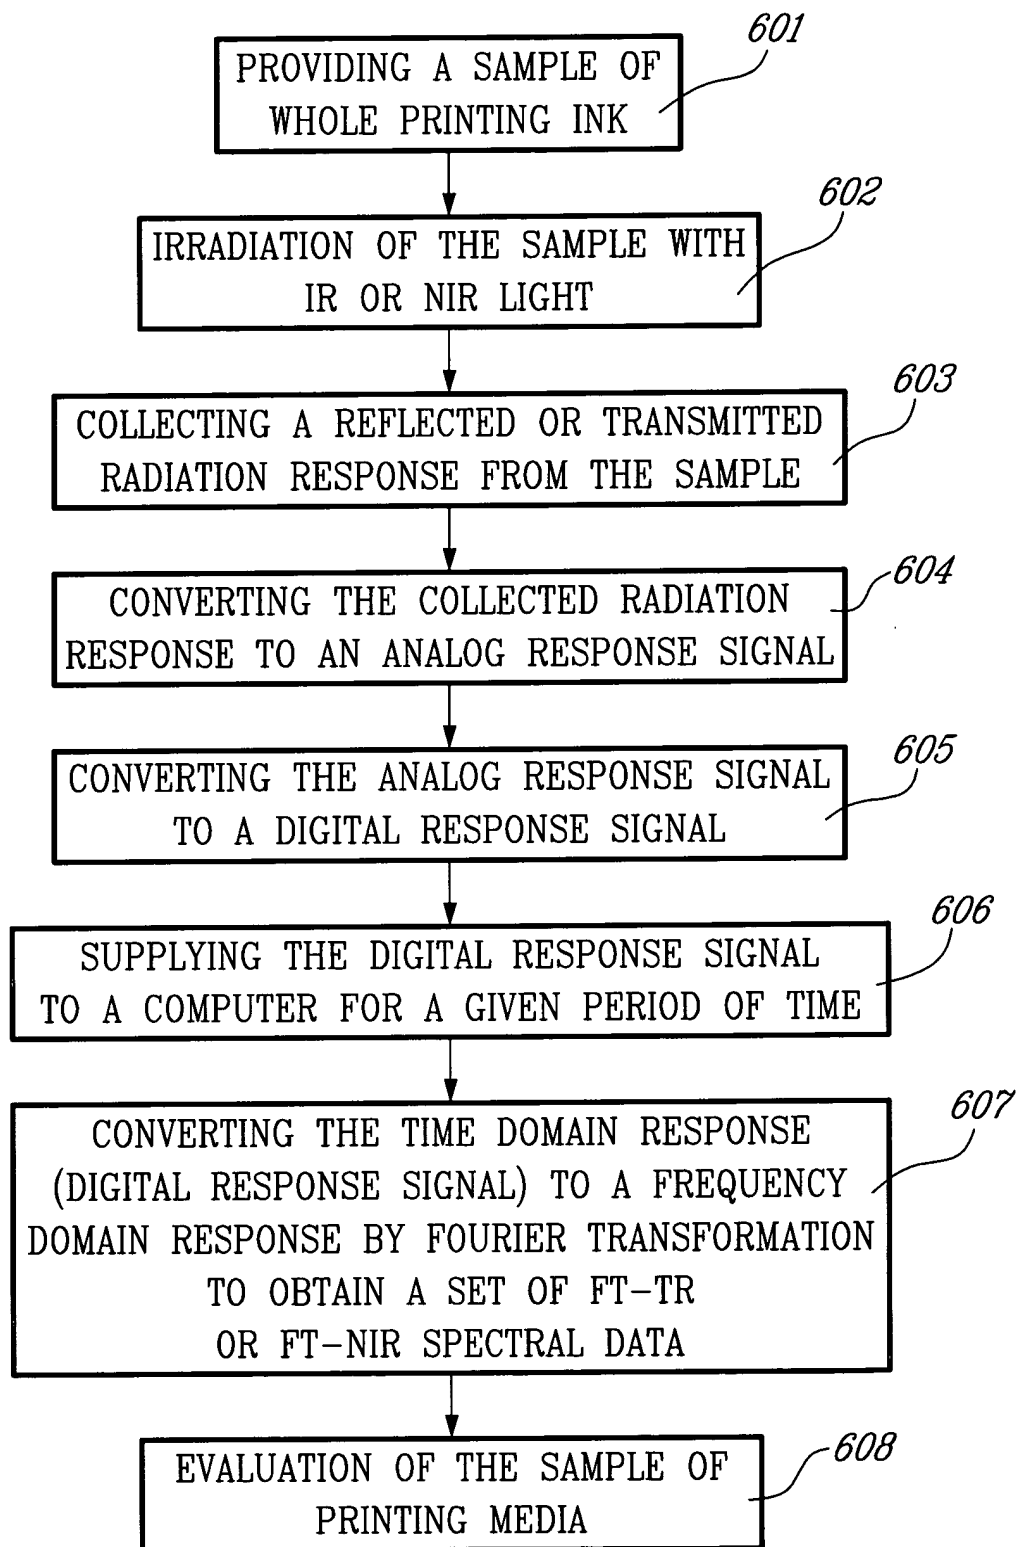 601
PROVIDING A SAMPLE OF
WHOLE PRINTING INK
602
IRRADIATION OF THE SAMPLE WITH
IR OR NIR LIGHT
603
COLLECTING A REFLECTED OR TRANSMITTED
RADIATION RESPONSE FROM THE SAMPLE
604
CONVERTING THE COLLECTED RADIATION
RESPONSE TO AN ANALOG RESPONSE SIGNAL
605
CONVERTING THE ANALOG RESPONSE SIGNAL
TO A DIGITAL RESPONSE SIGNAL
606
SUPPLYING THE DIGITAL RESPONSE SIGNAL
TO A COMPUTER FOR A GIVEN PERIOD OF TIME
607
CONVERTING THE TIME DOMAIN RESPONSE
(DIGITAL RESPONSE SIGNAL) TO A FREQUENCY
DOMAIN RESPONSE BY FOURIER TRANSFORMATION
TO OBTAIN A SET OF FT-TR
OR FT-NIR SPECTRAL DATA
608
EVALUATION OF THE SAMPLE OF
PRINTING MEDIA